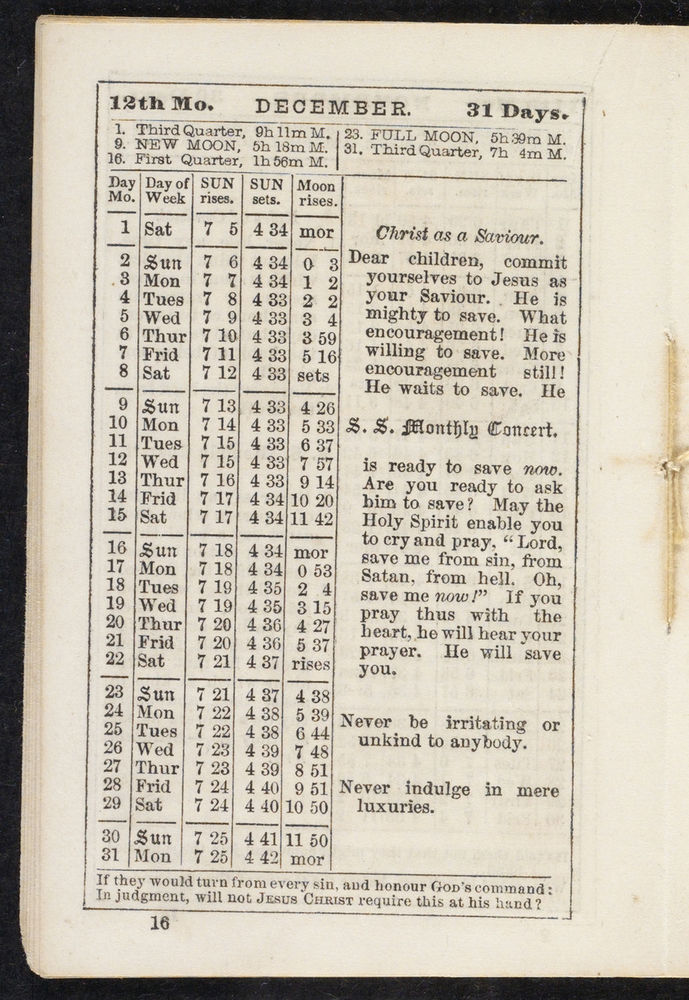 12th Mo. DECEMBER. 31 Days.
1. Third Quarter, 9h 11m M.
9. NEW MOON, 5h 18m M.
16. First Quarter, 1h 56m M.
23. FULL MOON, 5h 39m M.
31. Third Quarter, 7h 4m M.
Day Mo. | Day of Week | SUN rises. | SUN sets. | Moon rises.
1 Sat 7 5 4 34 mor
2 Sun 7 6 4 34 0 3
3 Mon 7 7 4 34 1 2
4 Tues 7 8 4 33 2 2
5 Wed 7 9 4 33 3 4
6 Thur 7 10 4 33 3 59
7 Frid 7 11 4 33 5 16
8 Sat 7 12 4 33 sets
9 Sun 7 13 4 33 4 26
10 Mon 7 14 4 33 5 33
11 Tues 7 15 4 33 6 37
12 Wed 7 15 4 33 7 57
13 Thur 7 16 4 33 9 14
14 Frid 7 17 4 34 10 20
15 Sat 7 17 4 34 11 42
16 Sun 7 18 4 34 mor
17 Mon 7 18 4 34 0 53
18 Tues 7 19 4 35 2 4
19 Wed 7 19 4 35 3 15
20 Thur 7 20 4 36 4 27
21 Frid 7 20 4 36 5 37
22 Sat 7 21 4 37 rises
23 Sun 7 21 4 37 4 38
24 Mon 7 22 4 38 5 39
25 Tues 7 22 4 38 6 44
26 Wed 7 23 4 39 7 48
27 Thur 7 23 4 39 8 51
28 Frid 7 24 4 40 9 51
29 Sat 7 24 4 40 10 50
30 Sun 7 25 4 41 11 50
31 Mon 7 25 4 42 mor
Christ as a Saviour.
Dear children, commit
yourselves to Jesus as
your Saviour. He is
mighty to save. What
encouragement! He is
willing to save. More
encouragement still!
He waits to save. He
S. S. Monthly Concert.
is ready to save now.
Are you ready to ask
him to save? May the
Holy Spirit enable you
to cry and pray, "Lord,
save me from sin, from
Satan, from hell. Oh,
save me now!" If you
pray thus with the
heart, he will hear your
prayer. He will save
you.
Never be irritating or
unkind to anybody.
Never indulge in mere
luxuries.
If they would turn from every sin, and honour GOD'S command:
In judgment, will not JESUS CHRIST require this at his hand?
16